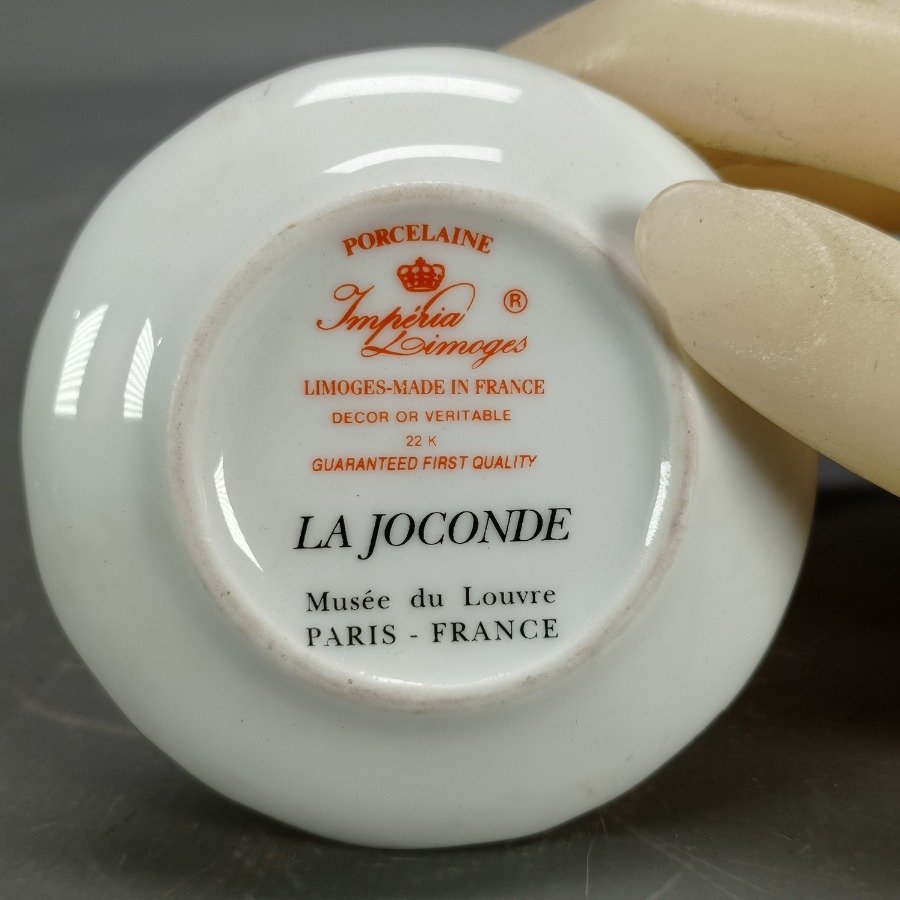 PORCELAINE
Impéria ®
Limoges
LIMOGES-MADE IN FRANCE
DECOR OR VERITABLE
22 K
GUARANTEED FIRST QUALITY
LA JOCONDE
Musée du Louvre
PARIS - FRANCE